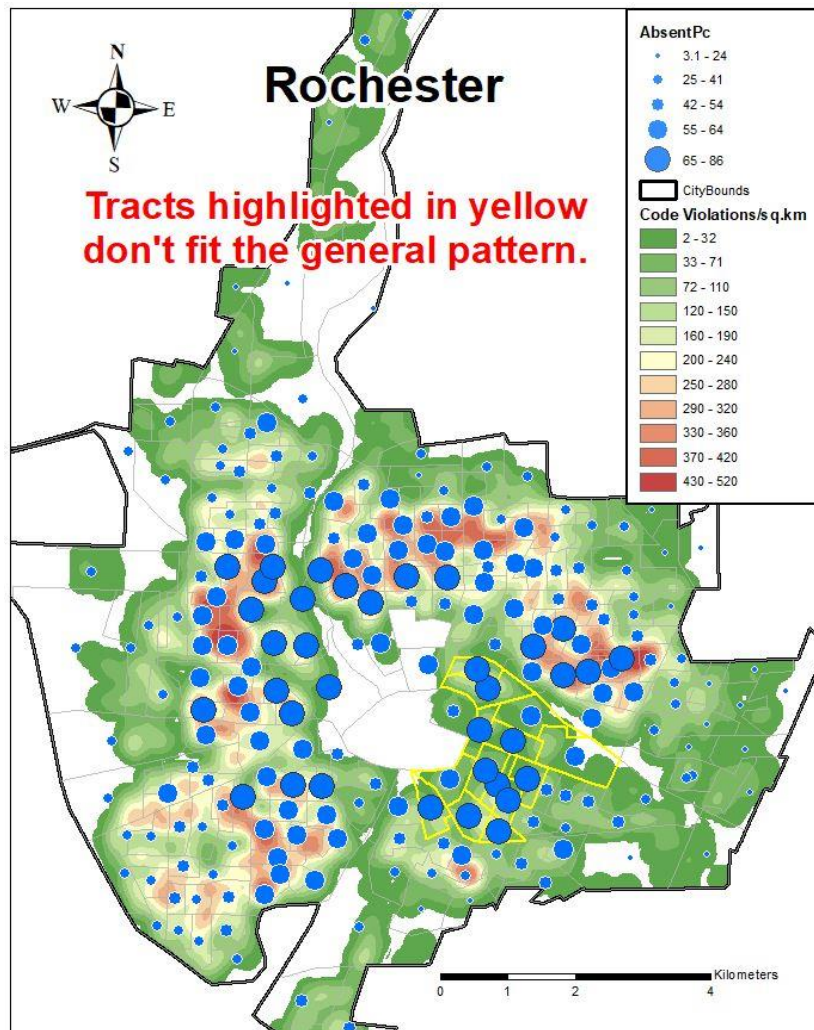 N
W E
S
Rochester
Tracts highlighted in yellow
don't fit the general pattern.
AbsentPc
3.1 - 24
25 - 41
42 - 54
55 - 64
65 - 86
CityBounds
Code Violations/sq.km
2 - 32
33 - 71
72 - 110
120 - 150
160 - 190
200 - 240
250 - 280
290 - 320
330 - 360
370 - 420
430 - 520
Kilometers
0 1 2 4